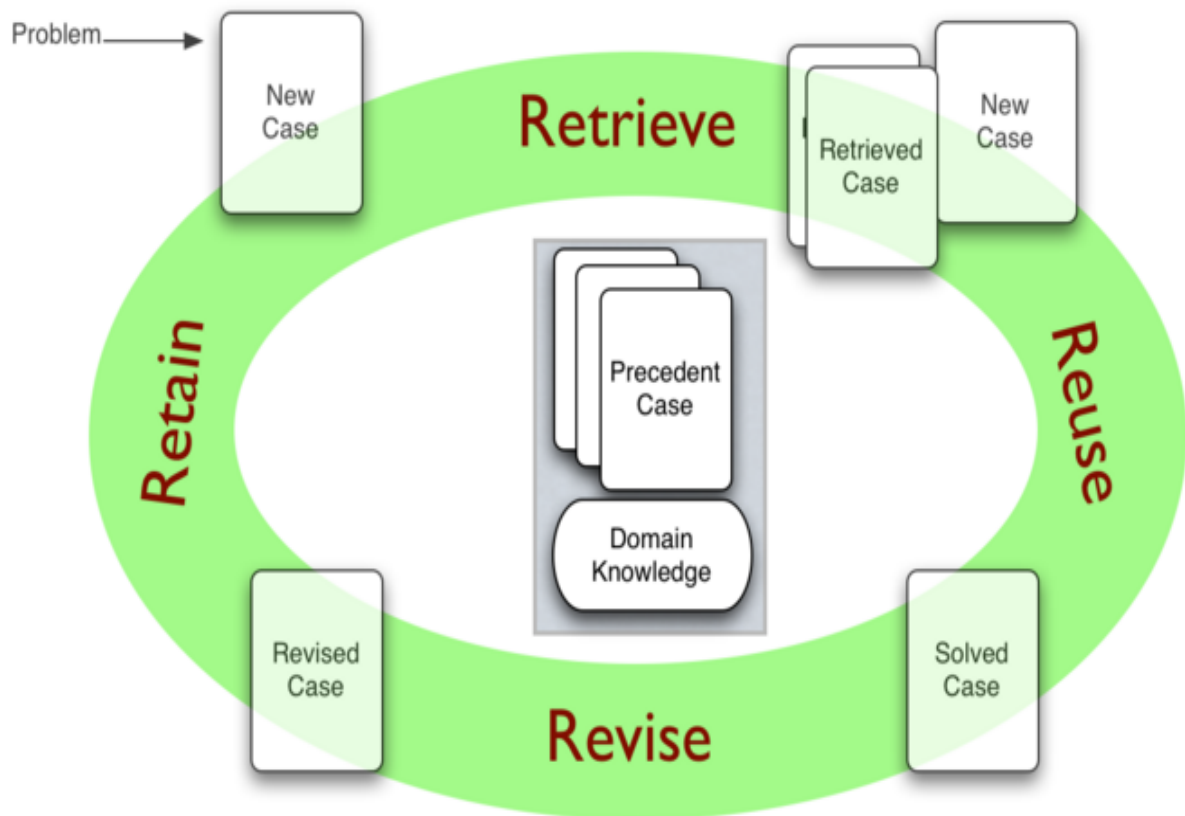 Problem
New
Case
Retrieve
Retrieved
Case
New
Case
Retain
Precedent
Case
Reuse
Domain
Knowledge
Revised
Case
Revise
Solved
Case